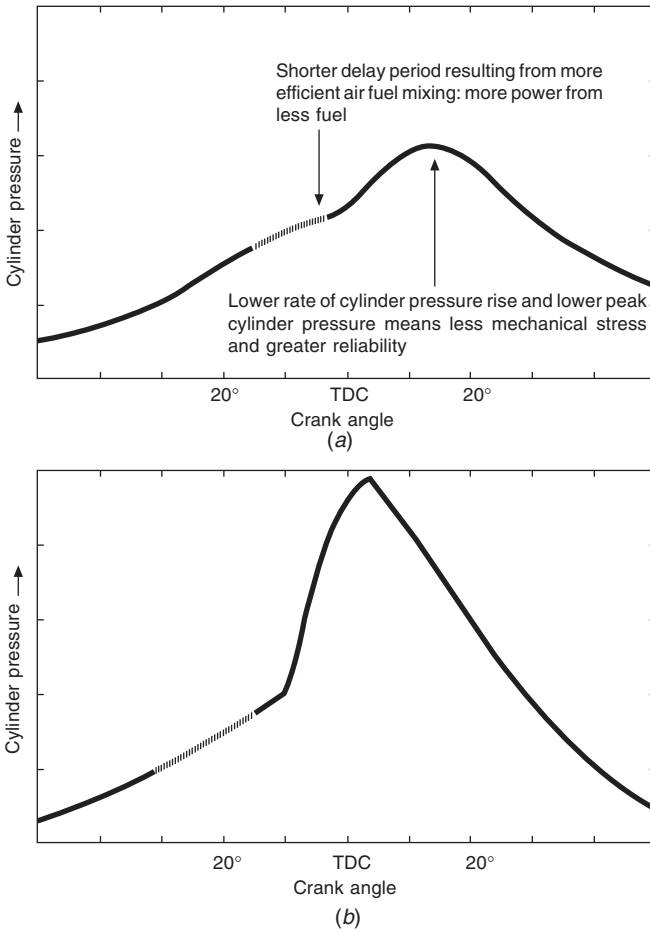 Shorter delay period resulting from more
efficient air fuel mixing: more power from
less fuel
Cylinder pressure
Lower rate of cylinder pressure rise and lower peak
cylinder pressure means less mechanical stress
and greater reliability
20° TDC 20°
Crank angle
(a)
Cylinder pressure
20° TDC 20°
Crank angle
(b)